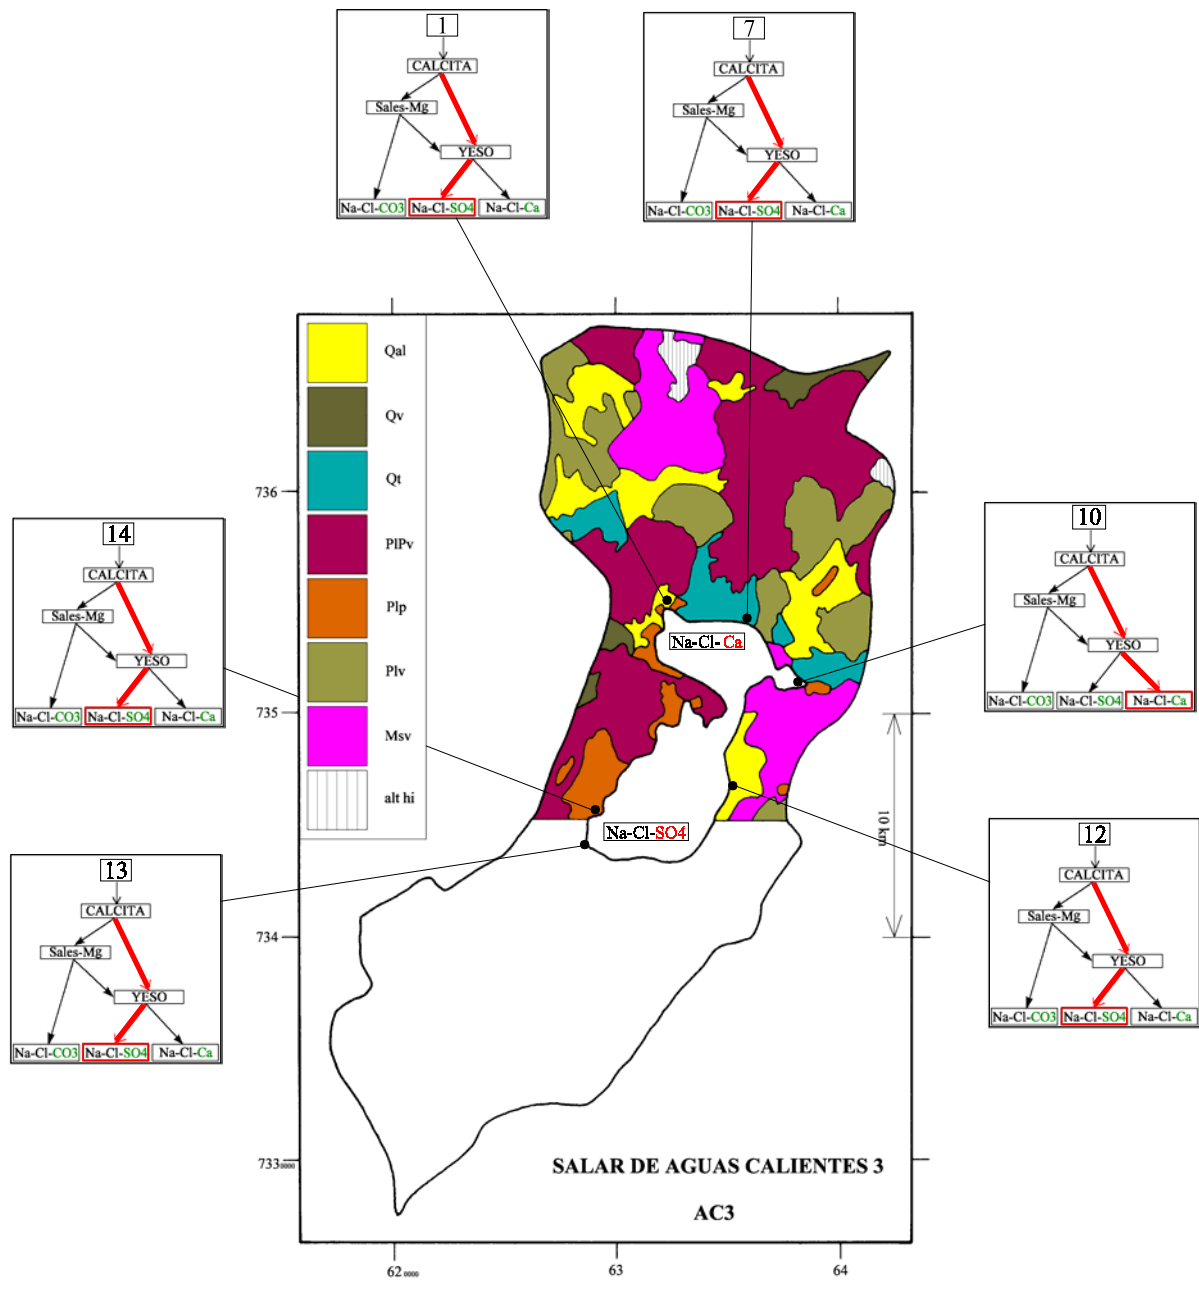 1
CALCITA
Sales-Mg
YESO
Na-Cl-CO3 Na-Cl-SO4 Na-Cl-Ca
7
CALCITA
Sales-Mg
YESO
Na-Cl-CO3 Na-Cl-SO4 Na-Cl-Ca
Qal
Qv
Qt
PlPv
Plp
Plv
Msv
alt hi
736
735
734
733 0000
14
CALCITA
Sales-Mg
YESO
Na-Cl-CO3 Na-Cl-SO4 Na-Cl-Ca
10
CALCITA
Sales-Mg
YESO
Na-Cl-CO3 Na-Cl-SO4 Na-Cl-Ca
Na-Cl- Ca
Na-Cl-SO4
10 km
13
CALCITA
Sales-Mg
YESO
Na-Cl-CO3 Na-Cl-SO4 Na-Cl-Ca
12
CALCITA
Sales-Mg
YESO
Na-Cl-CO3 Na-Cl-SO4 Na-Cl-Ca
SALAR DE AGUAS CALIENTES 3
AC3
62 0000
63
64